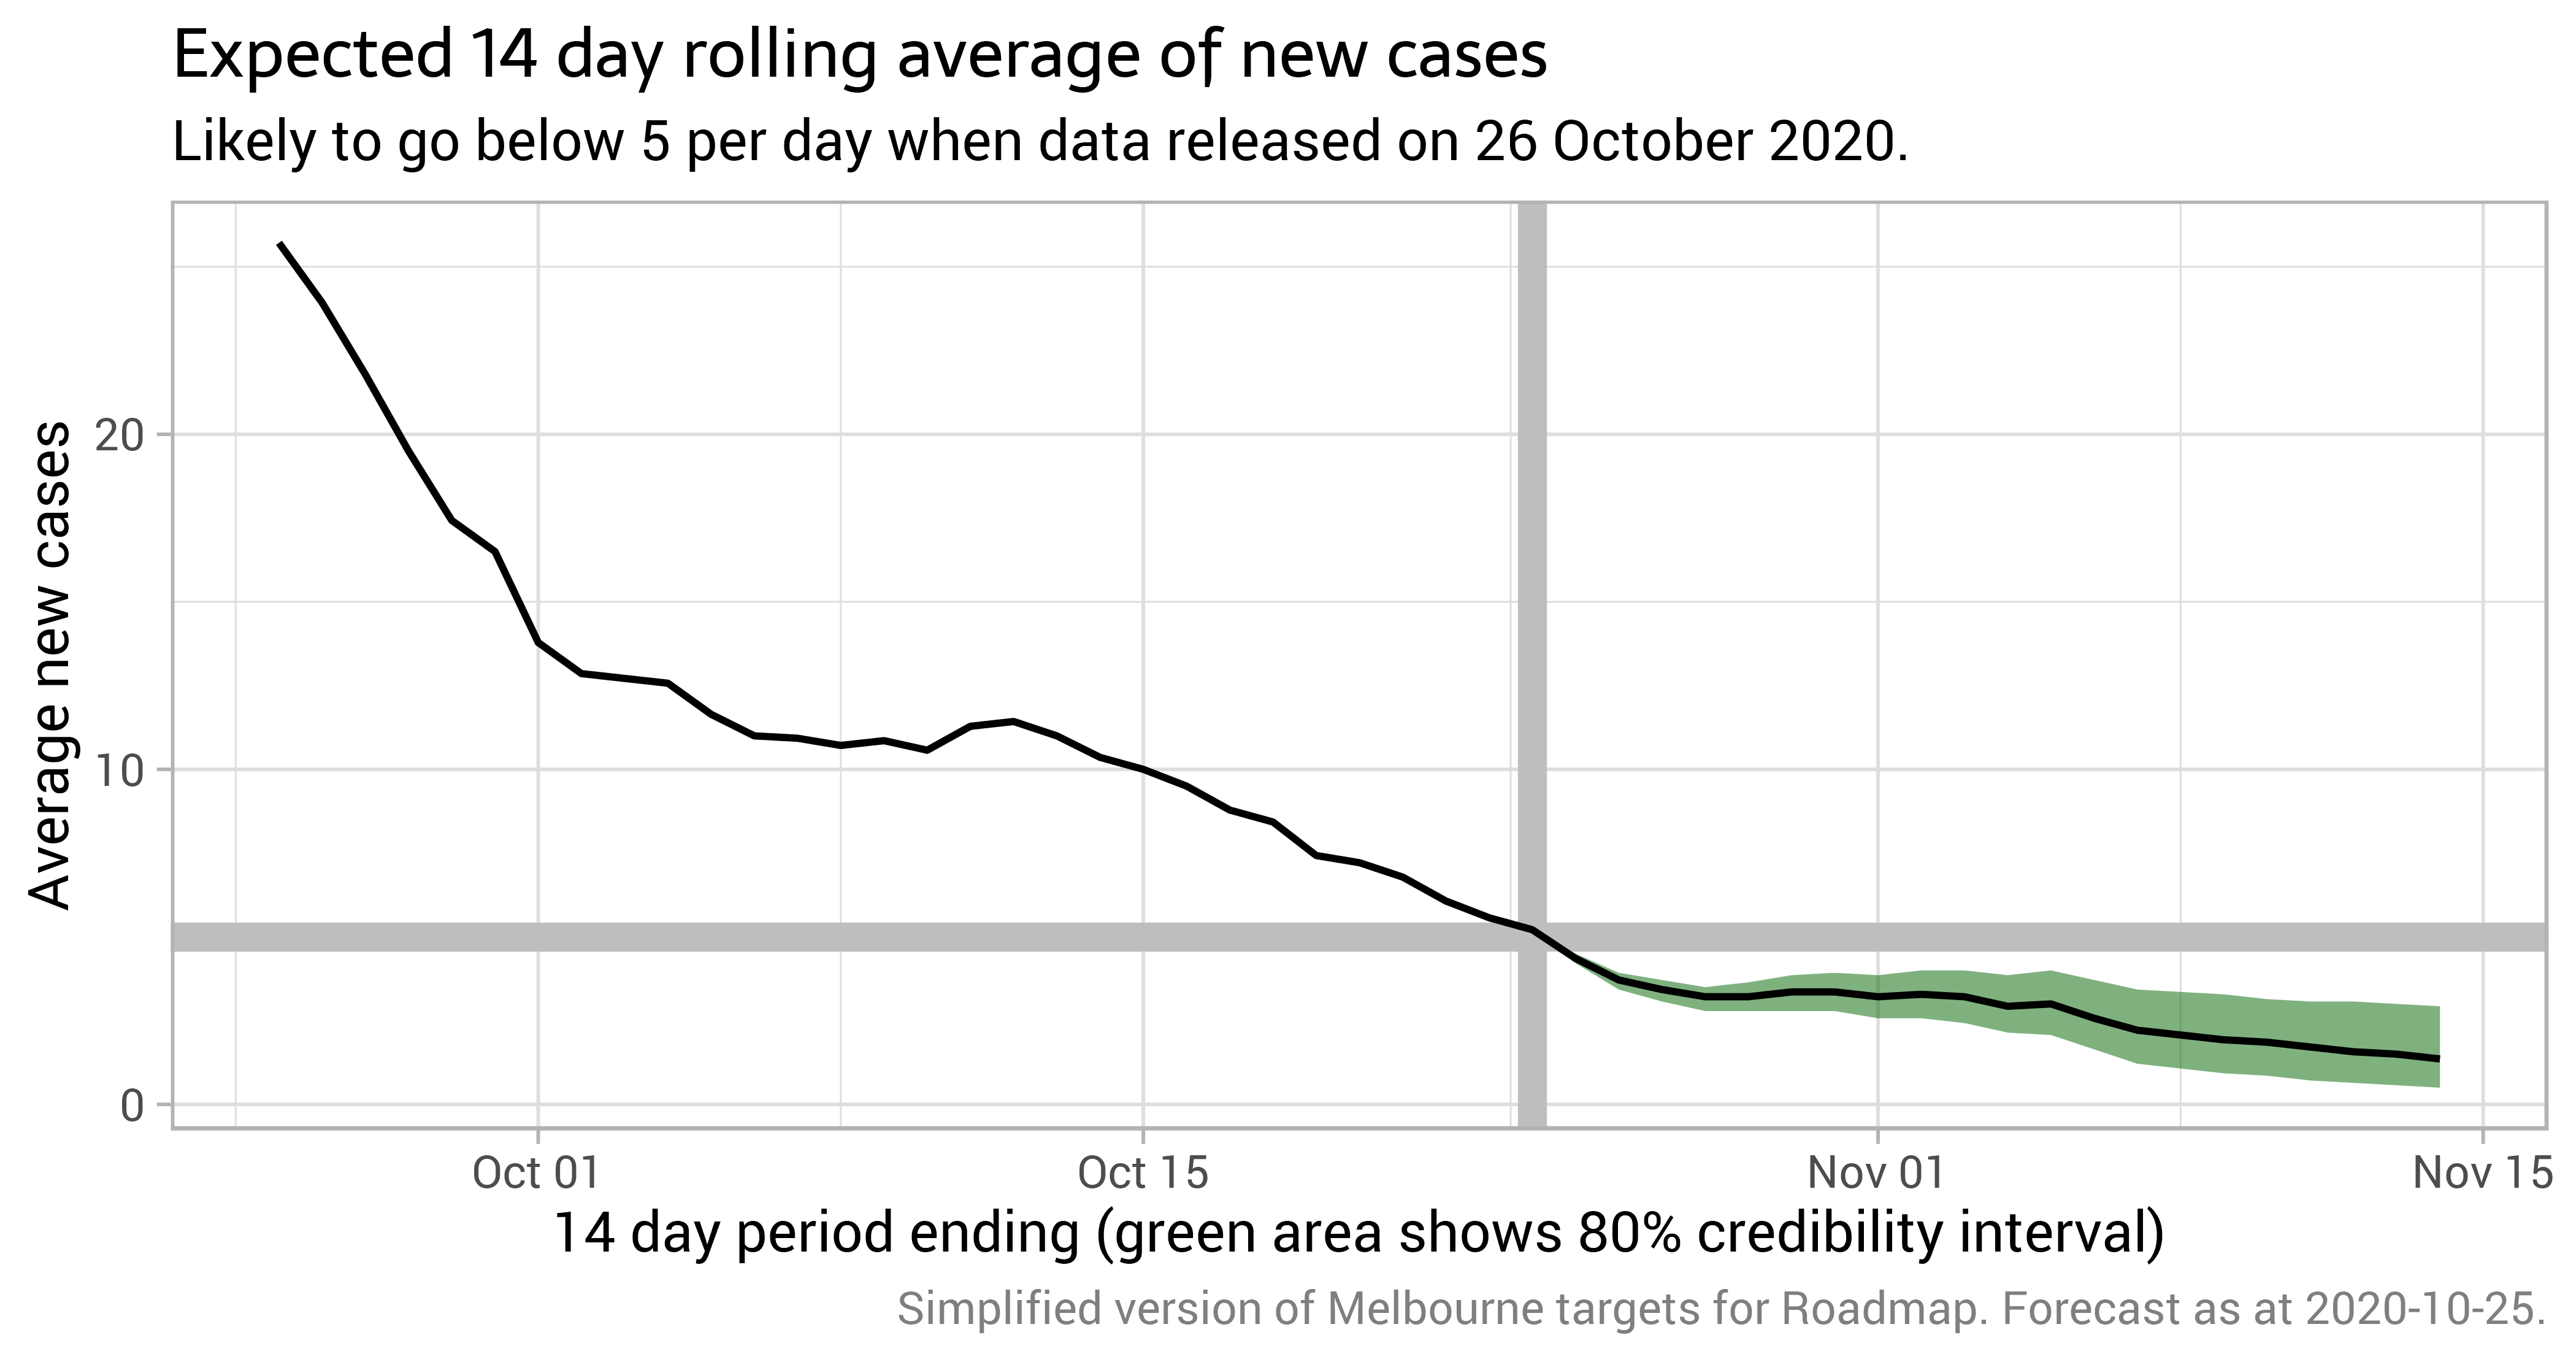 Expected 14 day rolling average of new cases
Likely to go below 5 per day when data released on 26 October 2020.
Average new cases
20
10
0
Oct 01
Oct 15
Nov 01
Nov 15
14 day period ending (green area shows 80% credibility interval)
Simplified version of Melbourne targets for Roadmap. Forecast as at 2020-10-25.